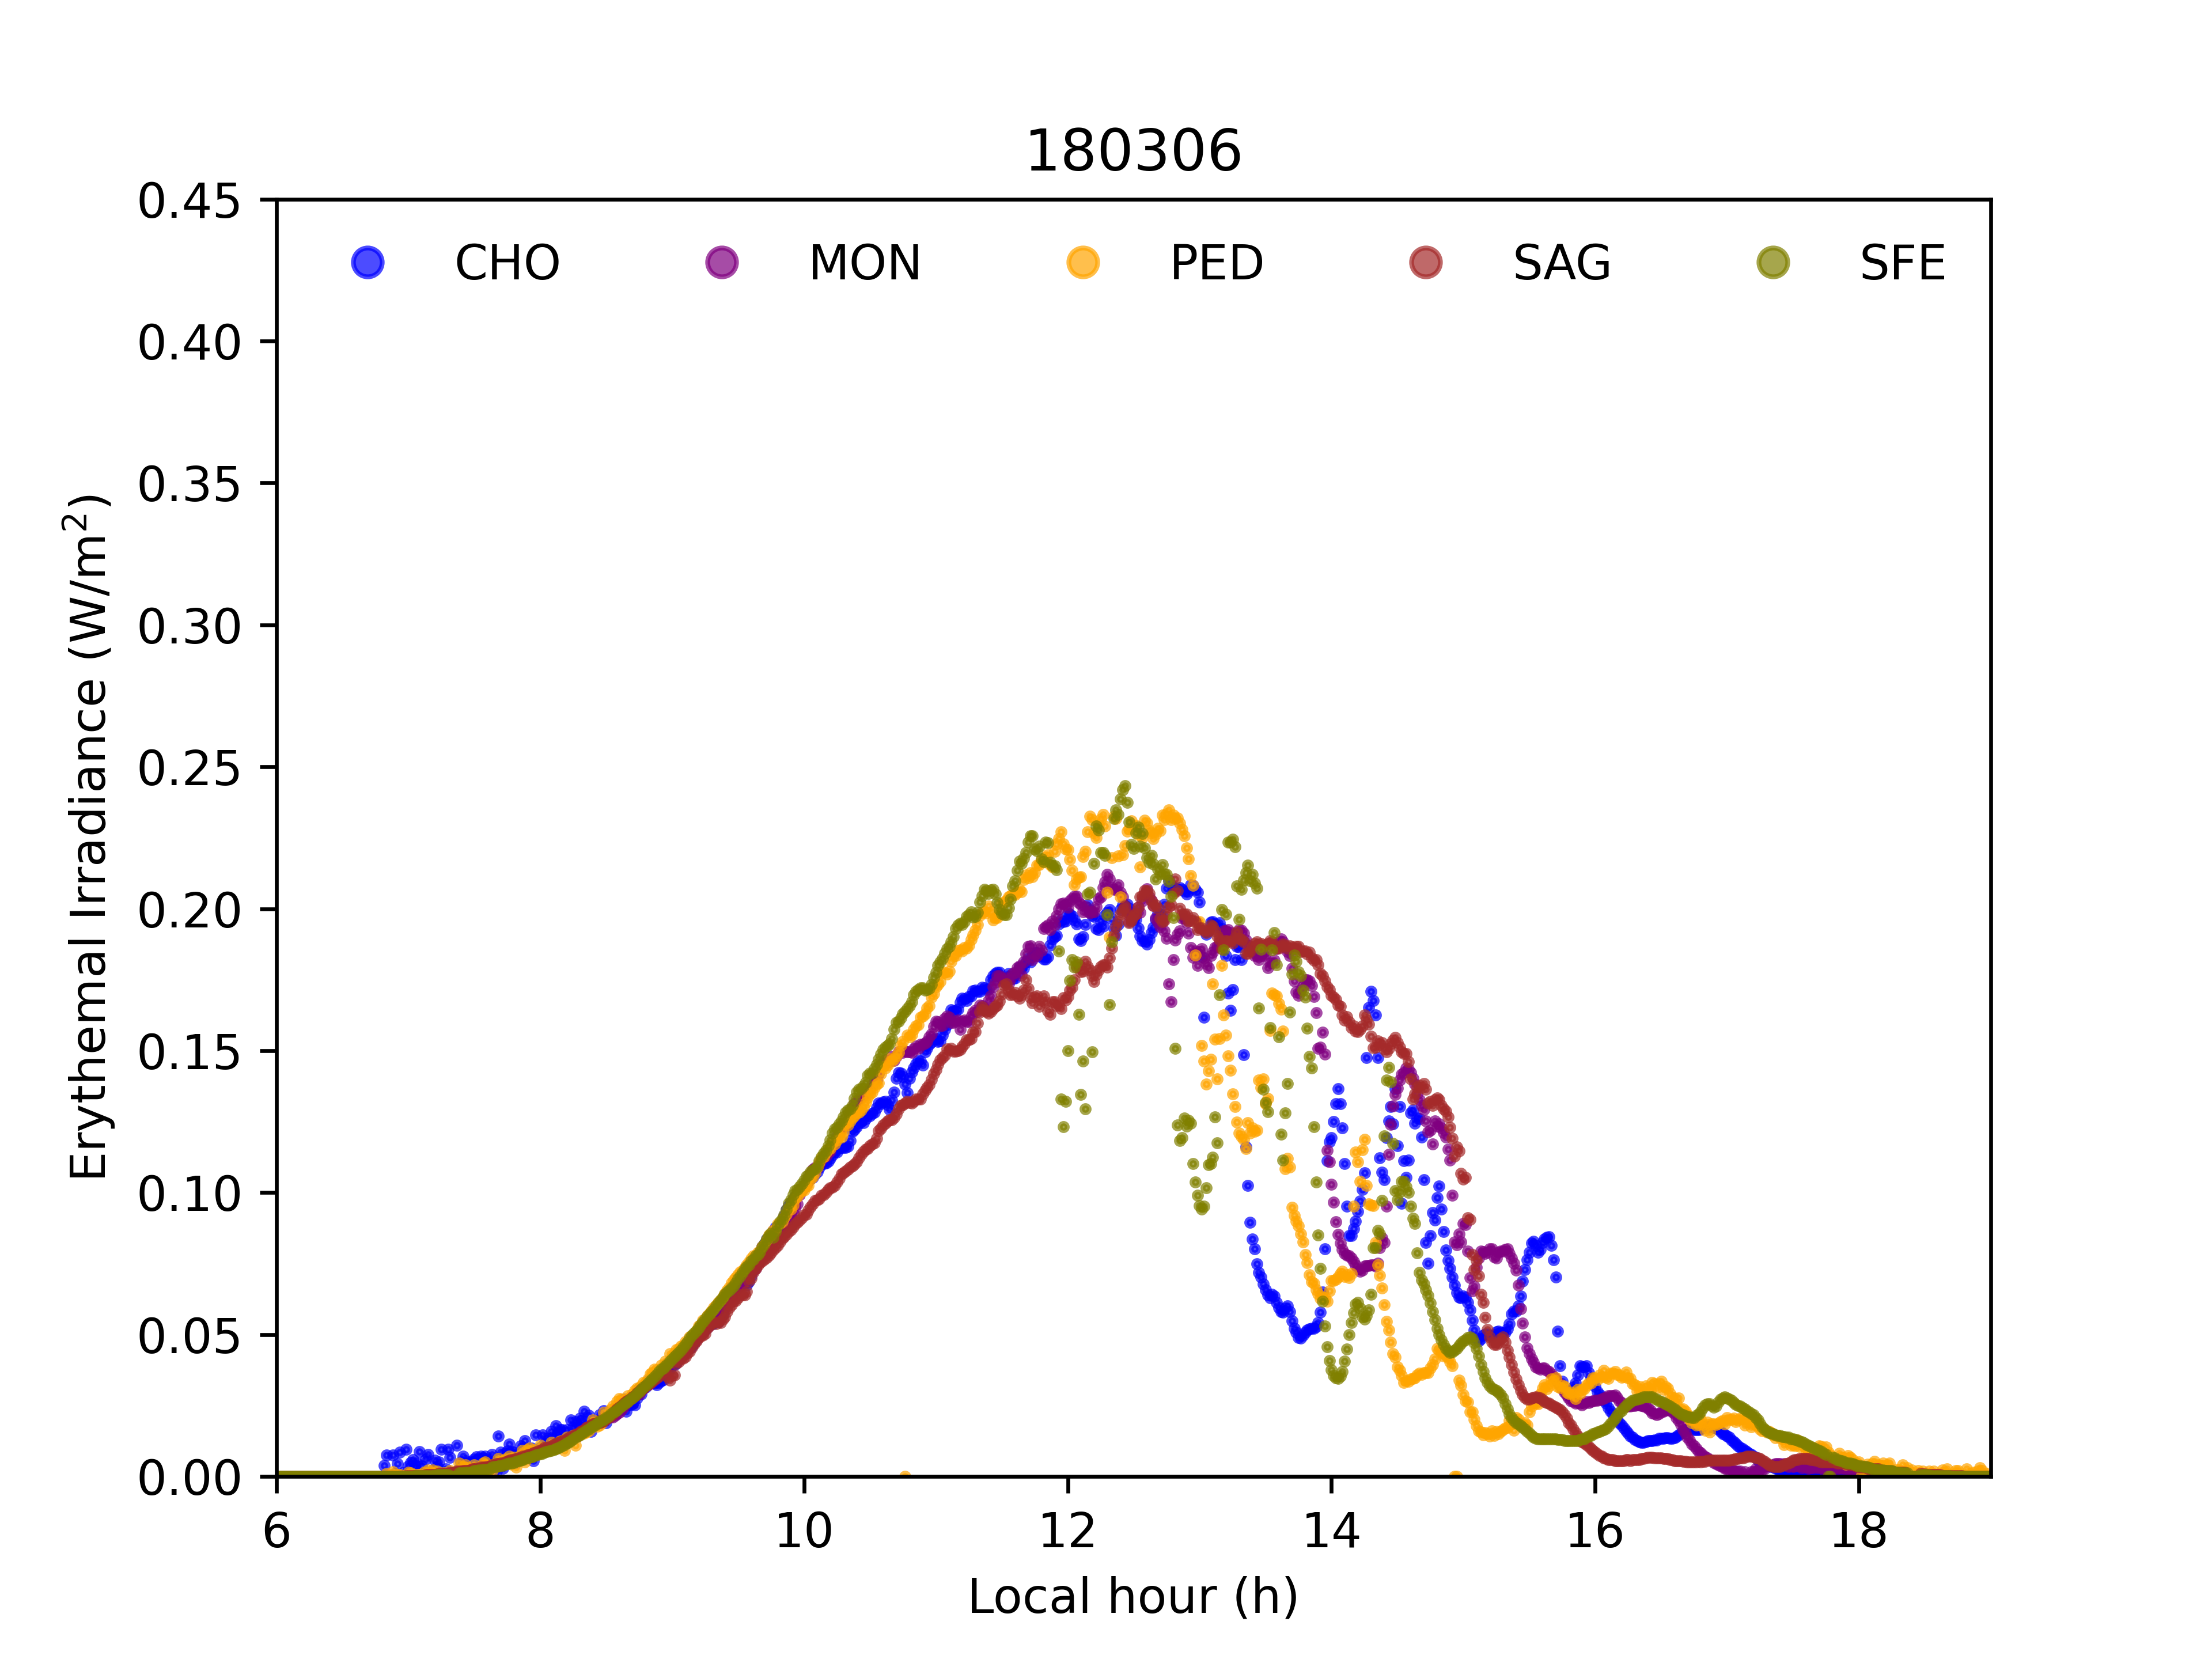 180306
CHO MON PED SAG SFE
0.45
0.40
0.35
0.30
0.25
0.20
0.15
0.10
0.05
0.00
Erythemal Irradiance (W/m²)
6 8 10 12 14 16 18
Local hour (h)